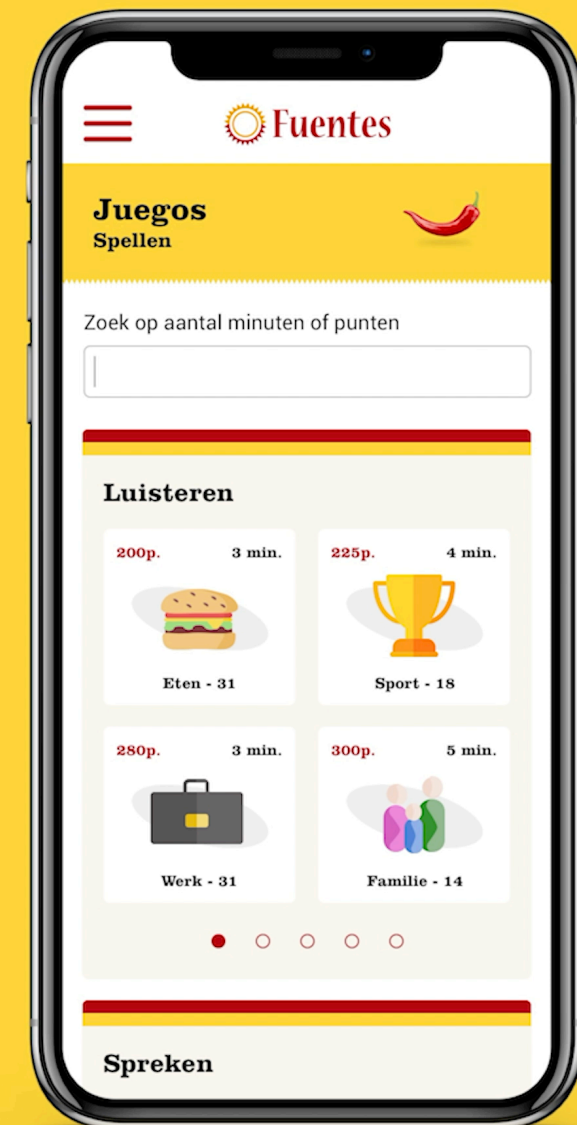 Fuentes
Juegos
Spellen
Zoek op aantal minuten of punten
Luisteren
200p. 3 min.
Eten - 31
225p. 4 min.
Sport - 18
280p. 3 min.
Werk - 31
300p. 5 min.
Familie - 14
Spreken